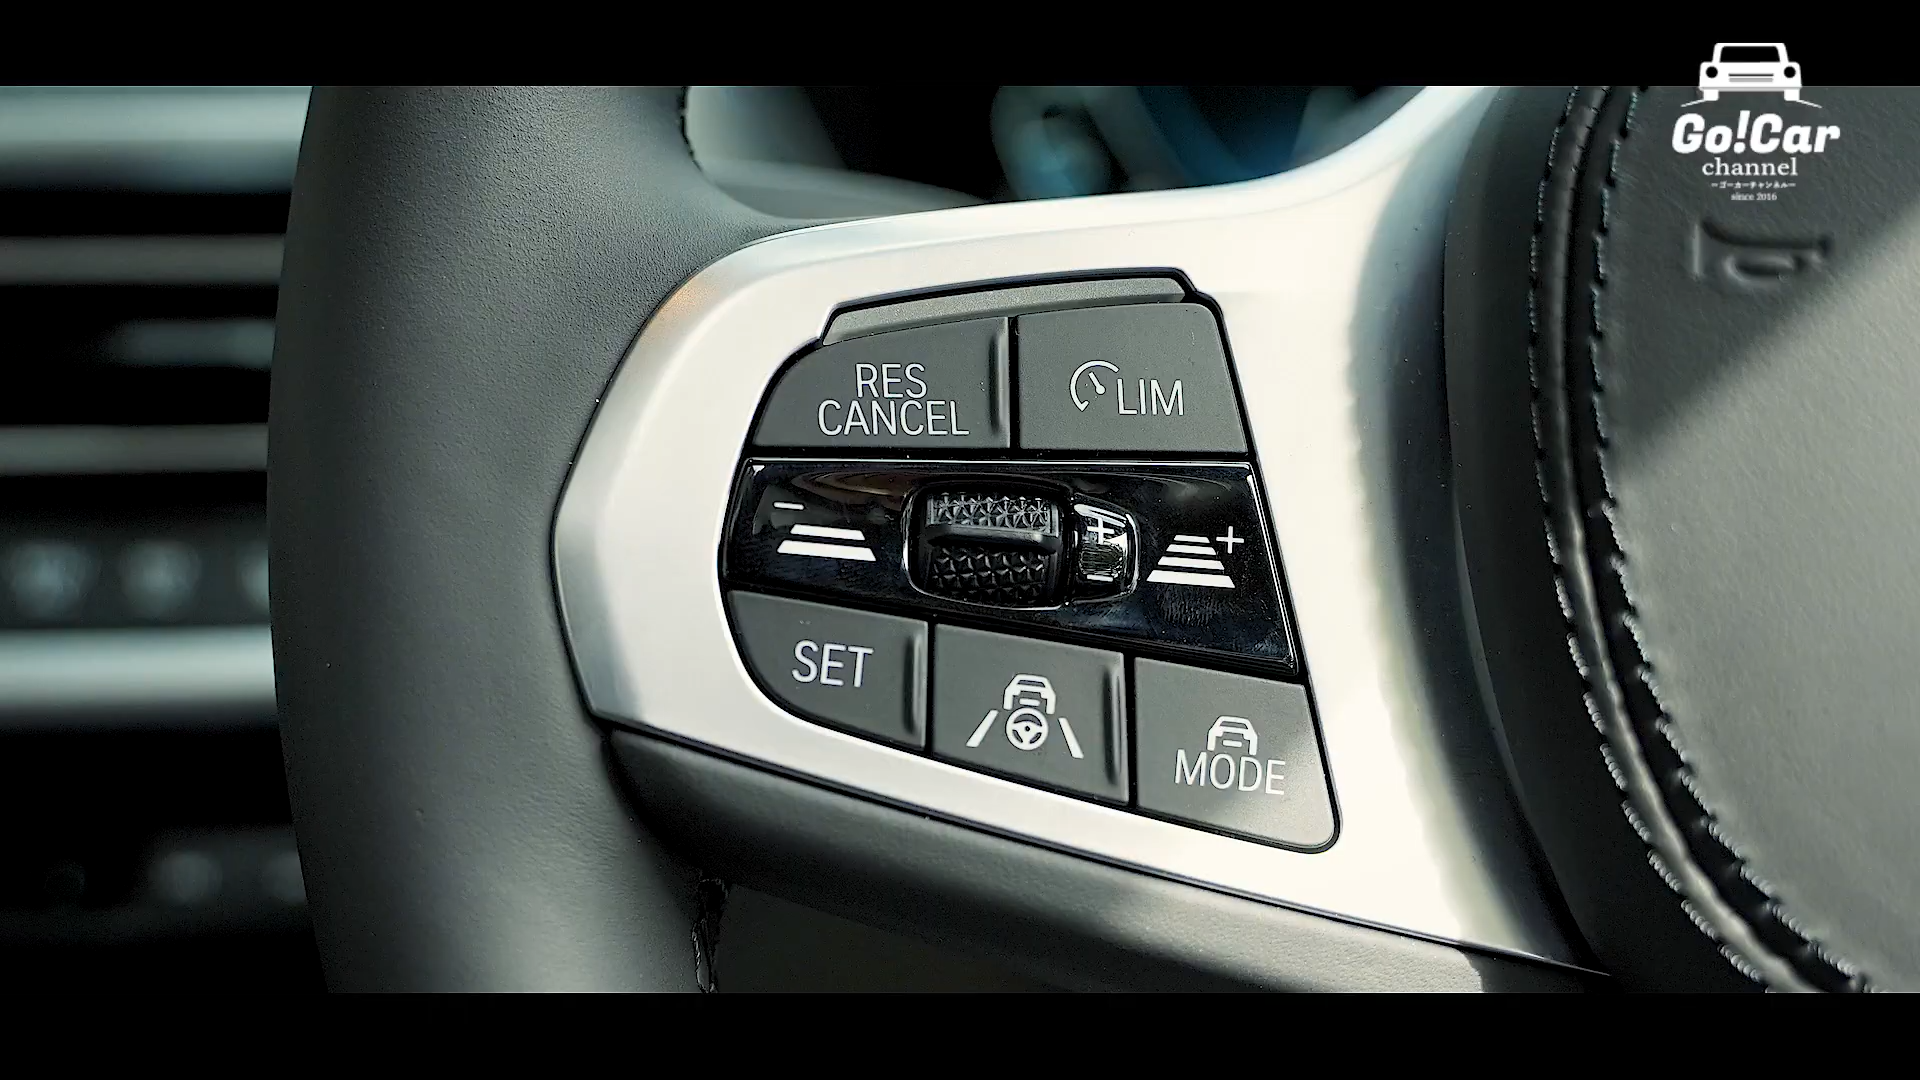 Go!Car
channel
ーゴーカーチャンネルー
since 2016
RES
CANCEL
LIM
- +
+
-
SET
MODE